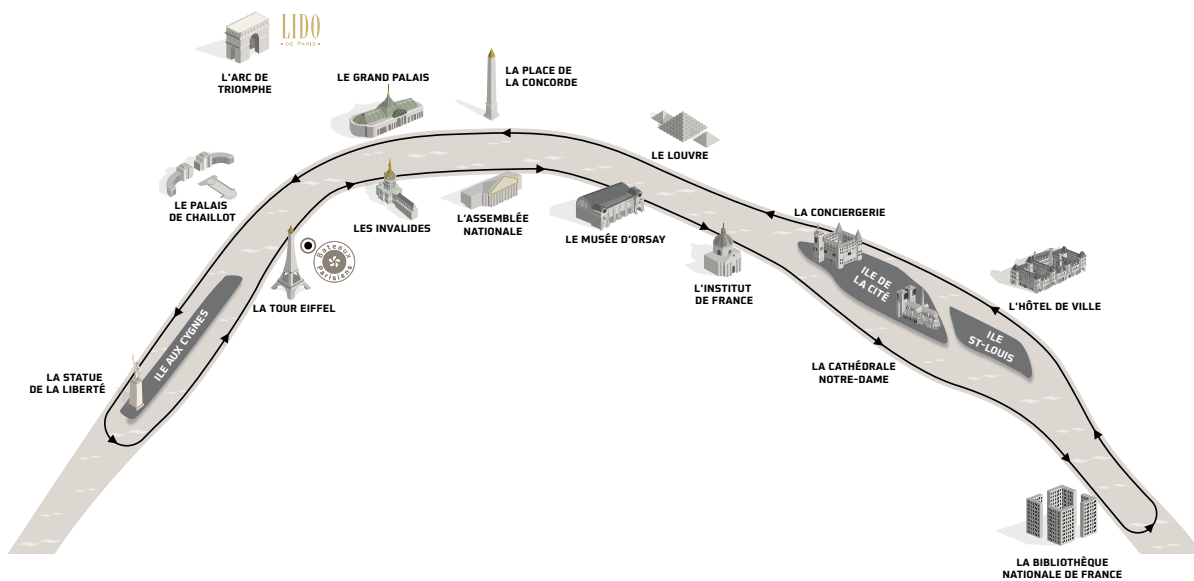 LIDO
DE PARIS
L'ARC DE
TRIOMPHE
LE GRAND PALAIS
LA PLACE DE
LA CONCORDE
LE LOUVRE
LE PALAIS
DE CHAILLOT
LES INVALIDES
L'ASSEMBLÉE
NATIONALE
LE MUSÉE D'ORSAY
LA CONCIERGERIE
Bateaux
Parisiens
LA TOUR EIFFEL
L'INSTITUT
DE FRANCE
ILE DE
LA CITÉ
L'HÔTEL DE VILLE
ILE AUX CYGNES
ILE
ST-LOUIS
LA STATUE
DE LA LIBERTÉ
LA CATHÉDRALE
NOTRE-DAME
LA BIBLIOTHÈQUE
NATIONALE DE FRANCE